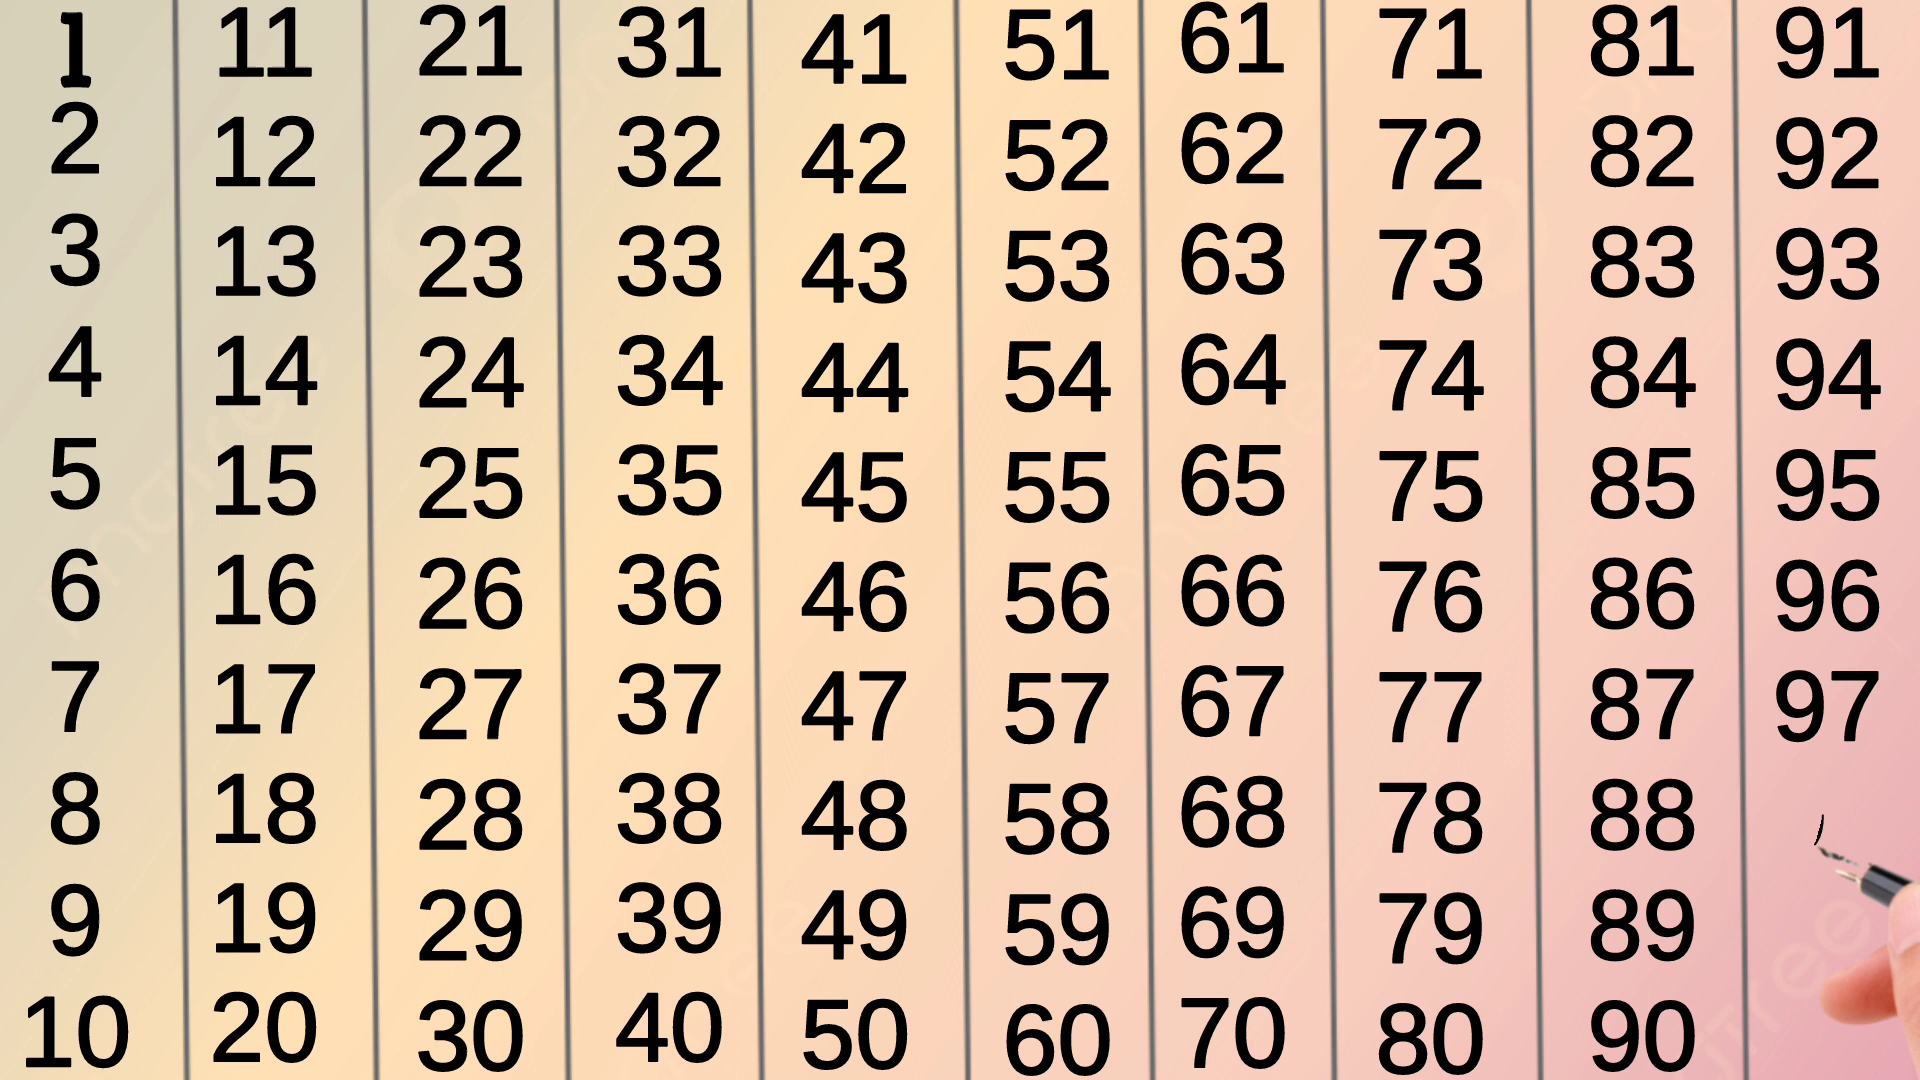 1 11 21 31 41 51 61 71 81 91
2 12 22 32 42 52 62 72 82 92
3 13 23 33 43 53 63 73 83 93
4 14 24 34 44 54 64 74 84 94
5 15 25 35 45 55 65 75 85 95
6 16 26 36 46 56 66 76 86 96
7 17 27 37 47 57 67 77 87 97
8 18 28 38 48 58 68 78 88
9 19 29 39 49 59 69 79 89
10 20 30 40 50 60 70 80 90